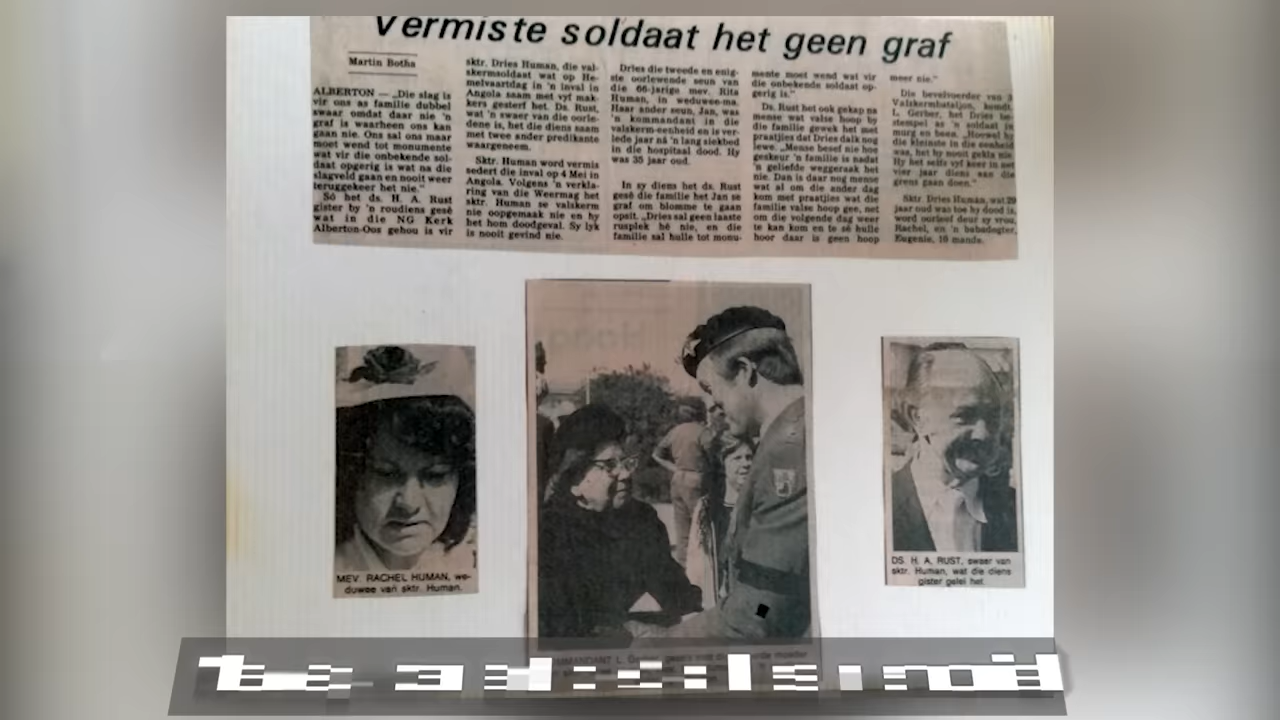 Vermiste soldaat het geen graf
Martin Botha
ALBERTON — „Die slag is
vir ons as familie dubbel
swaar omdat daar nie 'n
graf is waarheen ons kan
gaan nie. Ons sal ons maar
moet wend tot monumente
wat vir die onbekende sol-
daat opgerig is wat na die
slagveld gaan en nooit weer
teruggekeer het nie.”
Só het ds. H. A. Rust
gister by 'n roudiens gesê
wat in die NG Kerk
Alberton-Oos gehou is vir
sktr. Dries Human, die val-
skermsoldaat wat op He-
melvaartdag in 'n inval in
Angola saam met vyf mak-
kers gesterf het. Ds. Rust,
'n swaer van die oorle-
dene is, het die diens saam
met twee ander predikante
waargeneem.
Sktr. Human word vermis
sedert die inval op 4 Mei in
Angola. Volgens 'n verkla-
ring van die Weermag het
sktr. Human se valskerm
nie oopgemaak nie en hy
het hom doodgeval. Sy lyk
is nooit gevind nie.
Dries die tweede en enig-
ste oorlewende seun van
die 66-jarige mev. Rita
Human, in weduwee-ma.
Haar ander seun, Jan, was
'n kommandant in die
valskerm-eenheid en is ver-
lede jaar ná 'n lang siekbed
in die hospitaal dood. Hy
was 35 jaar oud.
In sy diens het ds. Rust
gesê die familie het Jan se
graf om blomme te gaan
opsit. „Dries sal geen laaste
rusplek hê nie, en die
familie sal hulle tot monu-
mente moet wend wat vir
die onbekende soldaat op-
gerig is.”
Ds. Rust het ook gekap na
mense wat valse hoop by
die familie gewek het met
praatjies dat Dries dalk nog
lewe. „Mense besef nie hoe
geskeur 'n familie is nadat
'n geliefde weggeraak het
nie. Dan is daar nog mense
wat al om die ander dag
kom met praatjies wat die
familie valse hoop gee, net
om die volgende dag weer
te kan kom en te sê hulle
hoor daar is geen hoop
meer nie.”
Die bevelvoerder van 3
Valskermbataljon, komdt.
L. Gerber, het Dries be-
stempel as 'n soldaat in
murg en been. „Hoewel hy
die kleinste in die eenheid
was, het hy nooit gekla nie.
Hy het selfs vyf keer in net
vier jaar diens aan die
grens gaan doen.”
Sktr Dries Human, wat 29
jaar oud was toe hy dood is,
word oorleef deur sy vrou,
Rachel, en 'n babadogter,
Eugenie, 10 mande.
MEV. RACHEL HUMAN, we-
duwee van sktr. Human.
DS. H. A. RUST, swaer van
sktr. Human, wat die diens
gister gelei het.
L.
moeder